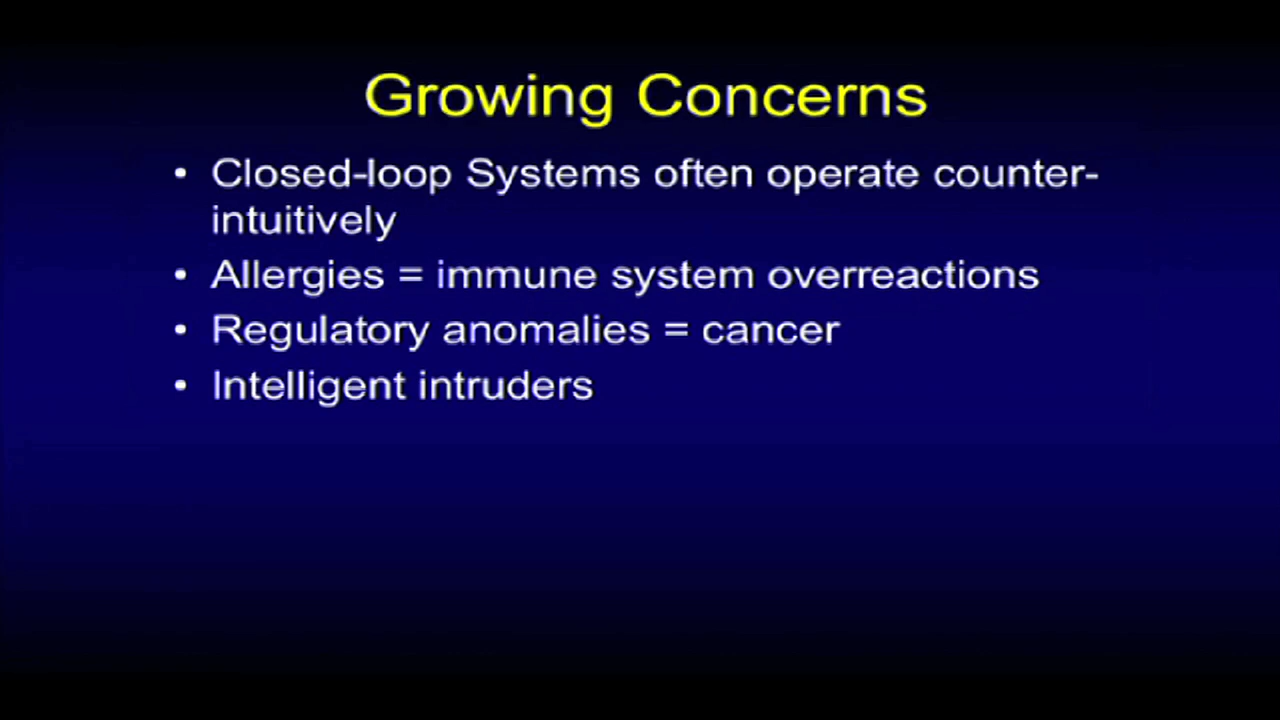 Growing Concerns
• Closed-loop Systems often operate counter-
intuitively
• Allergies = immune system overreactions
• Regulatory anomalies = cancer
• Intelligent intruders